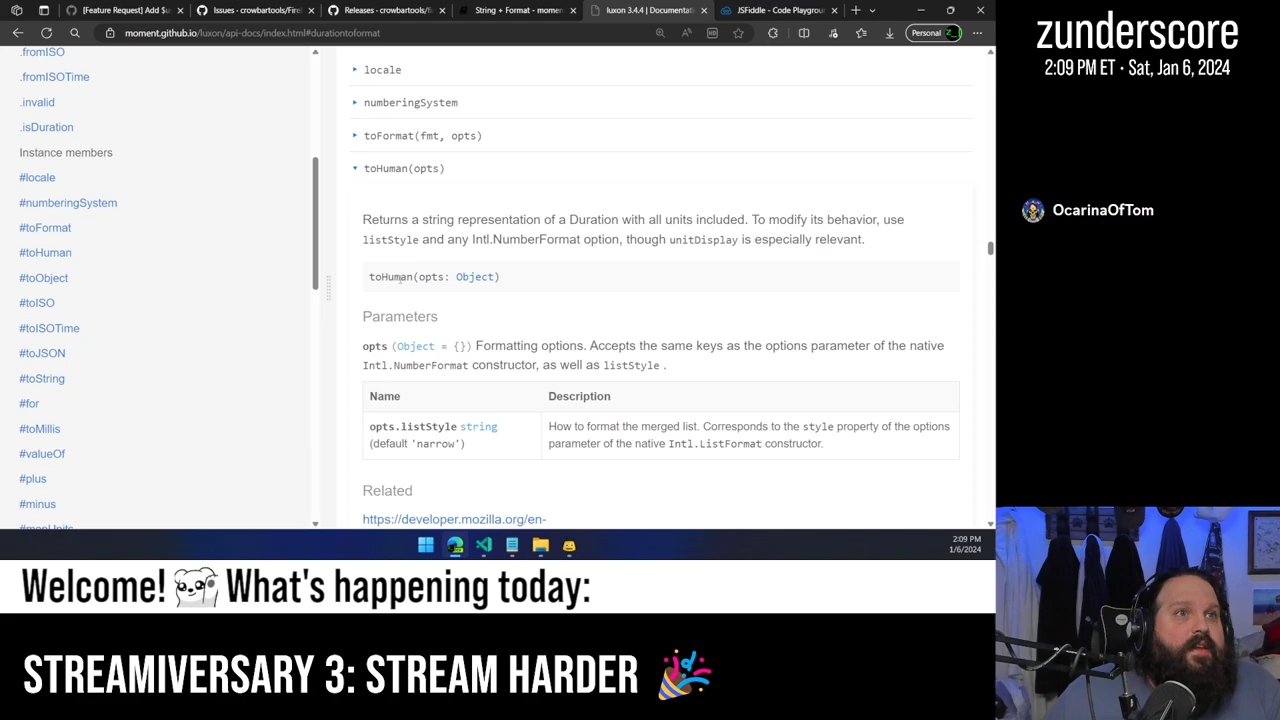 [Feature Request] Add $u
Issues - crowbartools/Fire
Releases - crowbartools/
String + Format - momen
luxon 3.4.4 | Documentat
JSFiddle - Code Playgroun
moment.github.io/luxon/api-docs/index.html#durationtoformat
Personal
zunderscore
2:09 PM ET • Sat, Jan 6, 2024
OcarinaOfTom
.fromISO
.fromISOTime
.invalid
.isDuration
Instance members
#locale
#numberingSystem
#toFormat
#toHuman
#toObject
#toISO
#toISOTime
#toJSON
#toString
#for
#toMillis
#valueOf
#plus
#minus
#mapUnits
locale
numberingSystem
toFormat(fmt, opts)
toHuman(opts)
Returns a string representation of a Duration with all units included. To modify its behavior, use
listStyle and any Intl.NumberFormat option, though unitDisplay is especially relevant.
toHuman(opts: Object)
Parameters
opts (Object = {}) Formatting options. Accepts the same keys as the options parameter of the native
Intl.NumberFormat constructor, as well as listStyle .
Name Description
opts.listStyle string
(default 'narrow')
How to format the merged list. Corresponds to the style property of the options
parameter of the native Intl.ListFormat constructor.
Related
https://developer.mozilla.org/en-
2:09 PM
1/6/2024
Welcome! What's happening today:
STREAMIVERSARY 3: STREAM HARDER